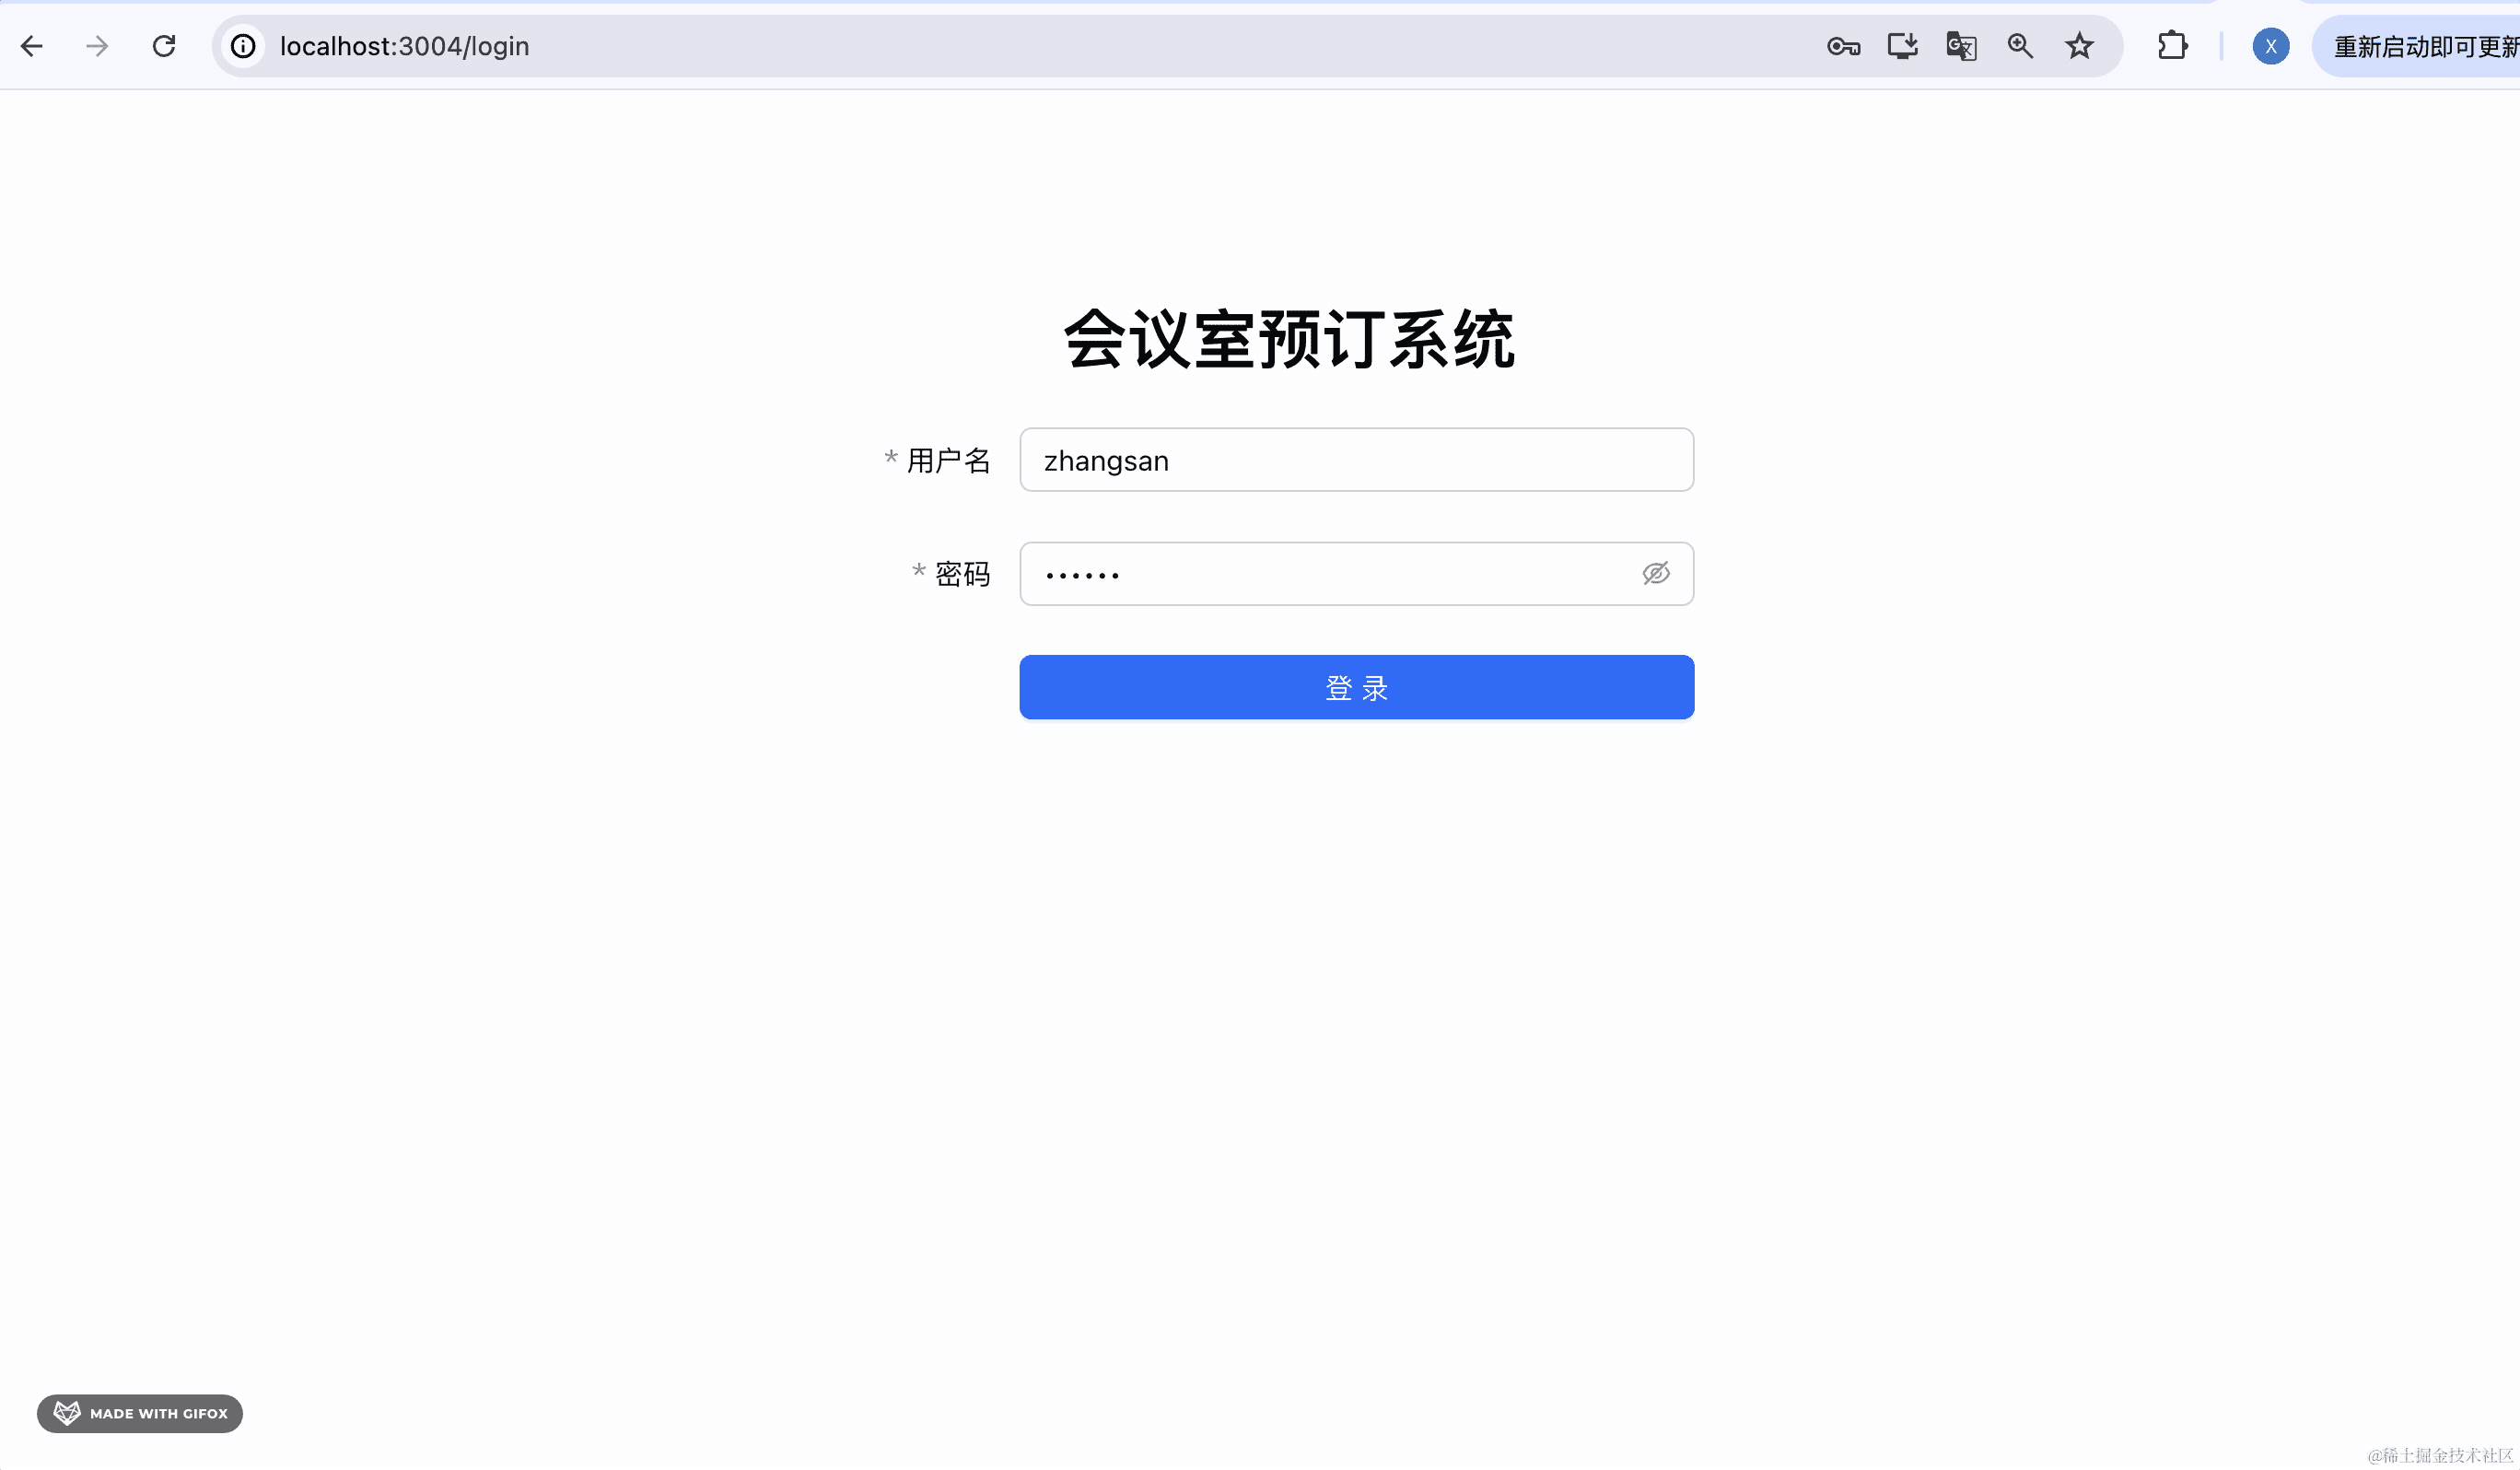 localhost:3004/login
X
重新启动即可更新
会议室预订系统
* 用户名
zhangsan
* 密码
••••••
登 录
MADE WITH GIFOX
@稀土掘金技术社区